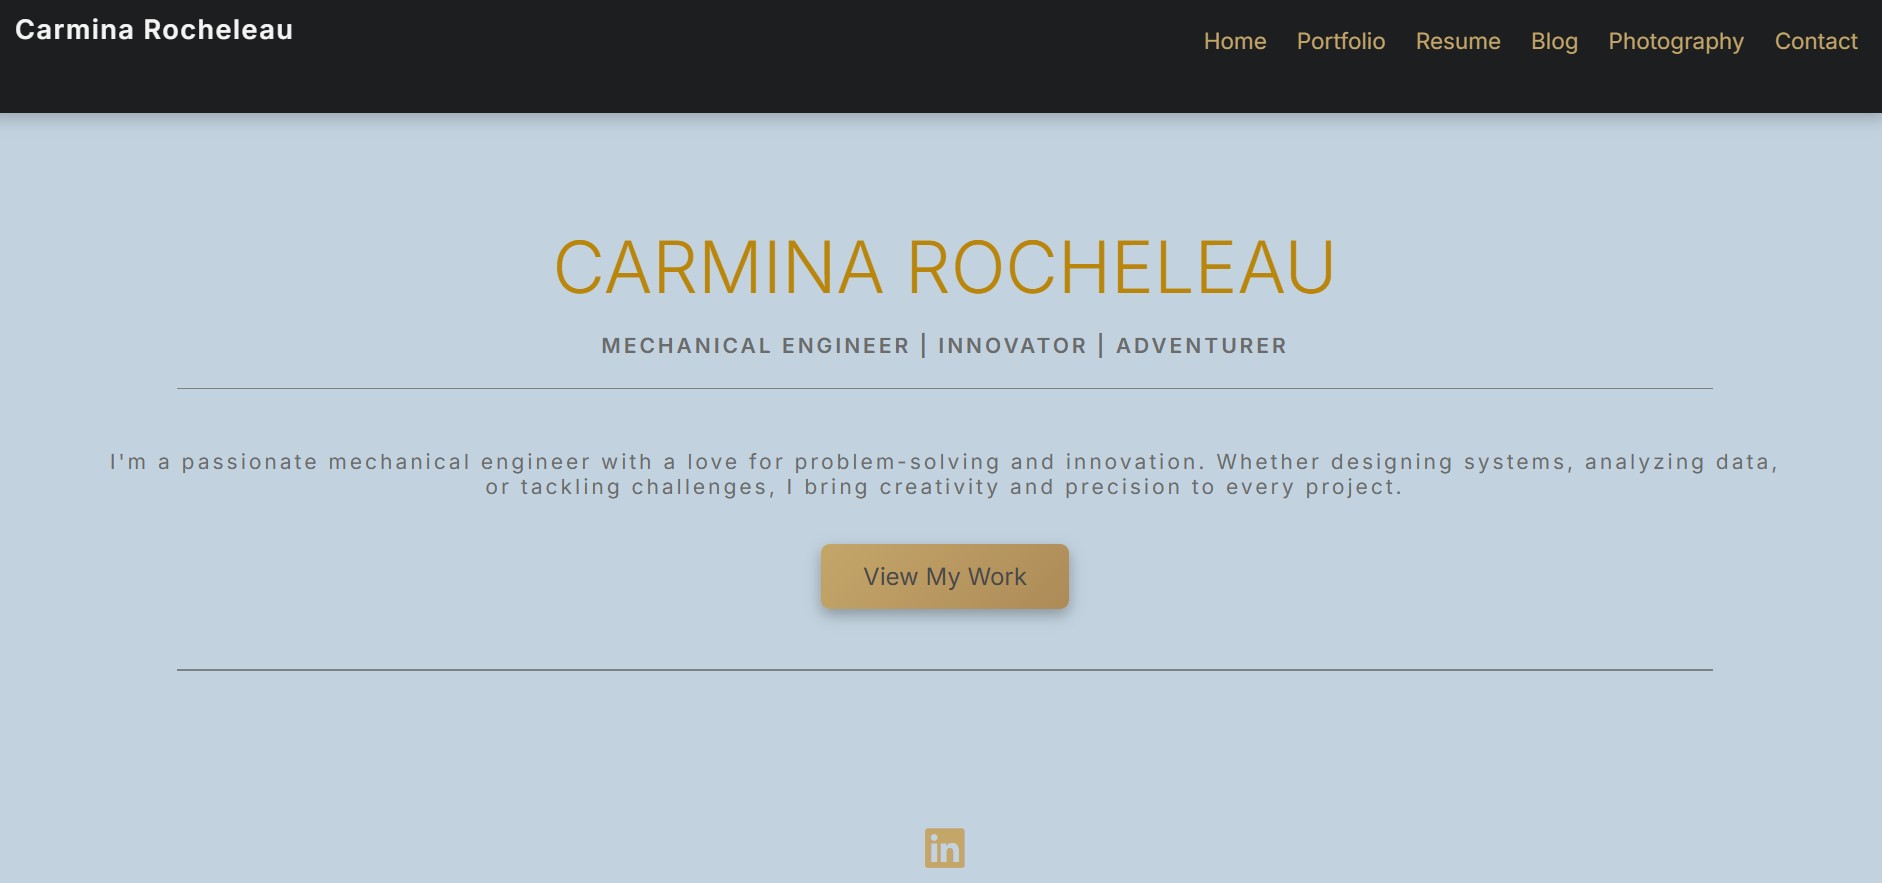 Carmina Rocheleau
Home Portfolio Resume Blog Photography Contact
CARMINA ROCHELEAU
MECHANICAL ENGINEER | INNOVATOR | ADVENTURER
I'm a passionate mechanical engineer with a love for problem-solving and innovation. Whether designing systems, analyzing data,
or tackling challenges, I bring creativity and precision to every project.
View My Work
in